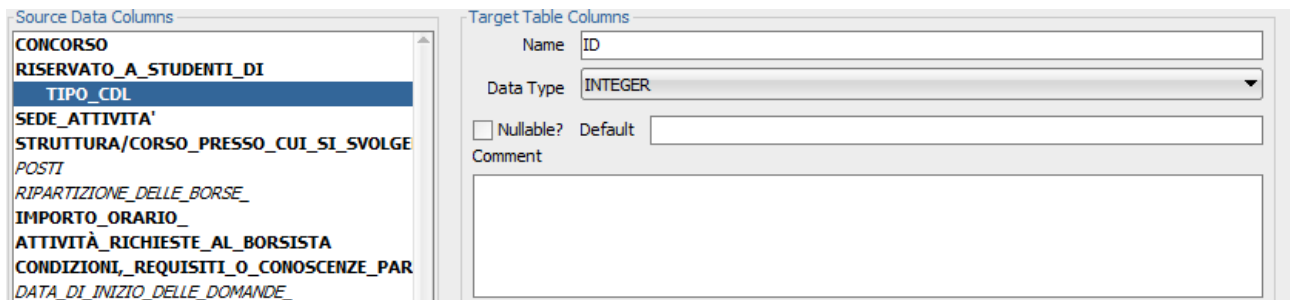 Source Data Columns
CONCORSO
RISERVATO_A_STUDENTI_DI
TIPO_CDL
SEDE_ATTIVITA'
STRUTTURA/CORSO_PRESSO_CUI_SI_SVOLGE
POSTI
RIPARTIZIONE_DELLE_BORSE_
IMPORTO_ORARIO_
ATTIVITÀ_RICHIESTE_AL_BORSISTA
CONDIZIONI,_REQUISITI_O_CONOSCENZE_PAR
DATA_DI_INIZIO_DELLE_DOMANDE_
Target Table Columns
Name ID
Data Type INTEGER
Nullable? Default
Comment